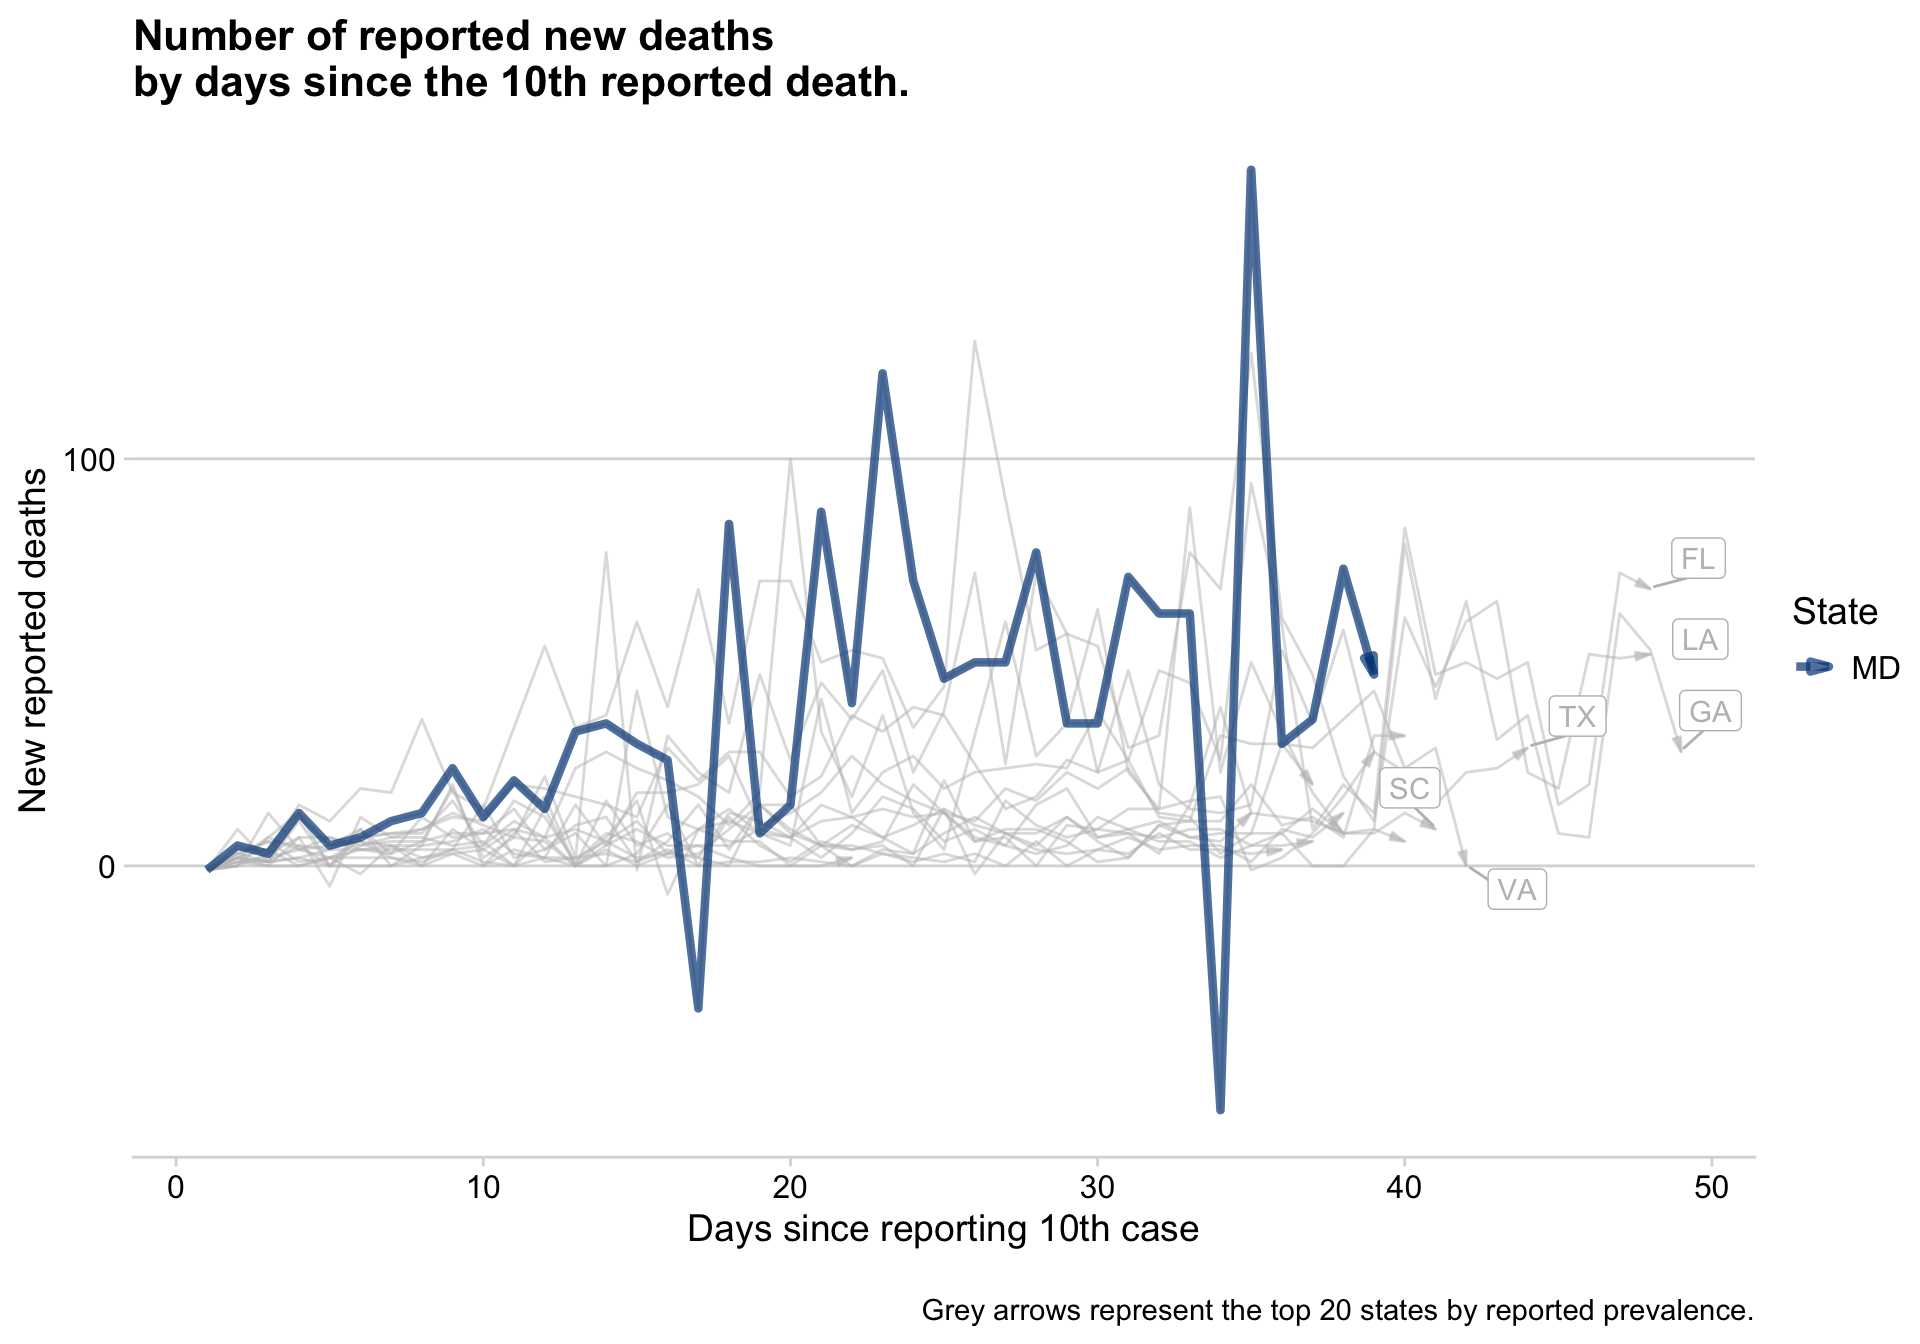 Number of reported new deaths
by days since the 10th reported death.
New reported deaths
100
0
FL
LA
GA
TX
SC
VA
State
MD
0 10 20 30 40 50
Days since reporting 10th case
Grey arrows represent the top 20 states by reported prevalence.